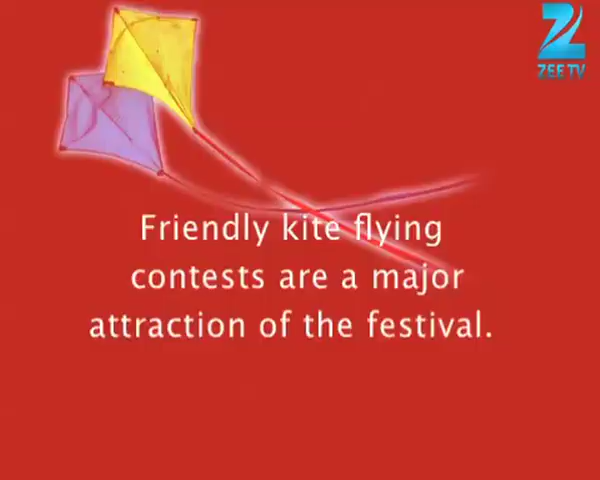 ZEE TV
Friendly kite flying
contests are a major
attraction of the festival.